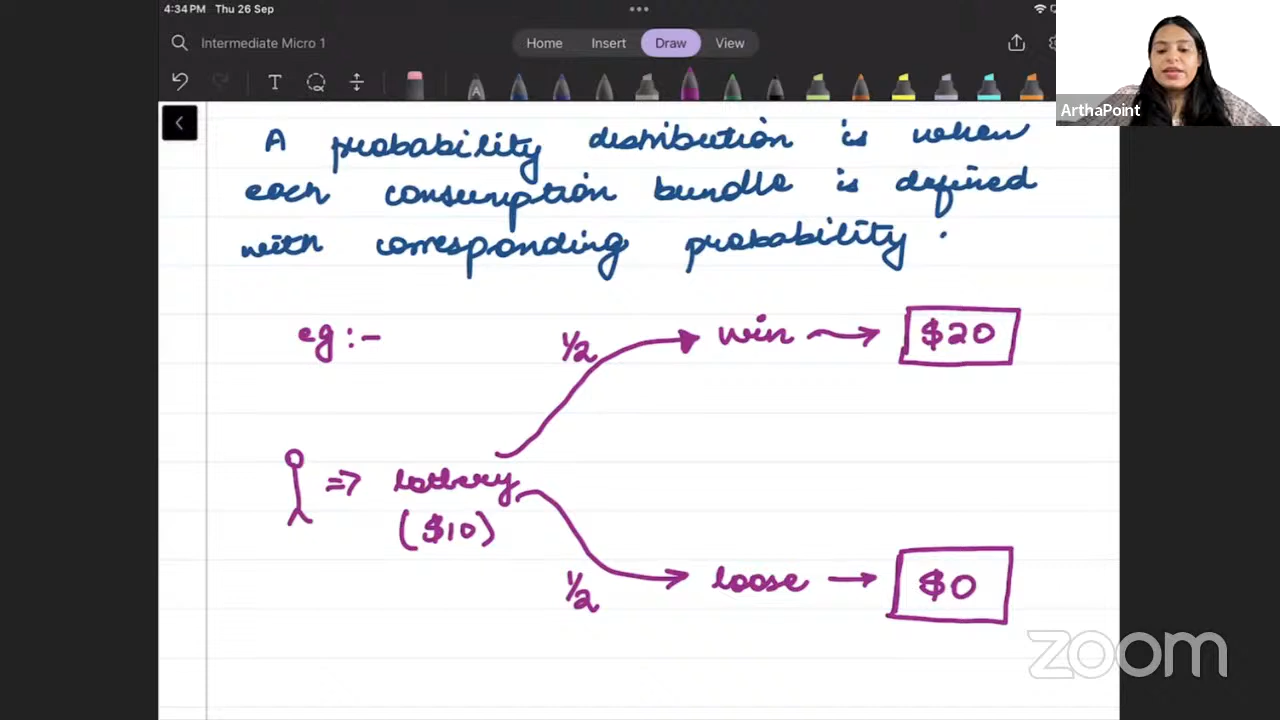 4:34 PM Thu 26 Sep
Intermediate Micro 1
Home Insert Draw View
T
A
ArthaPoint
A probability distribution is when
each consumption bundle is defined
with corresponding probability.
eg :-
1/2 win $20
=> lottery
($10)
1/2 loose $0
zoom